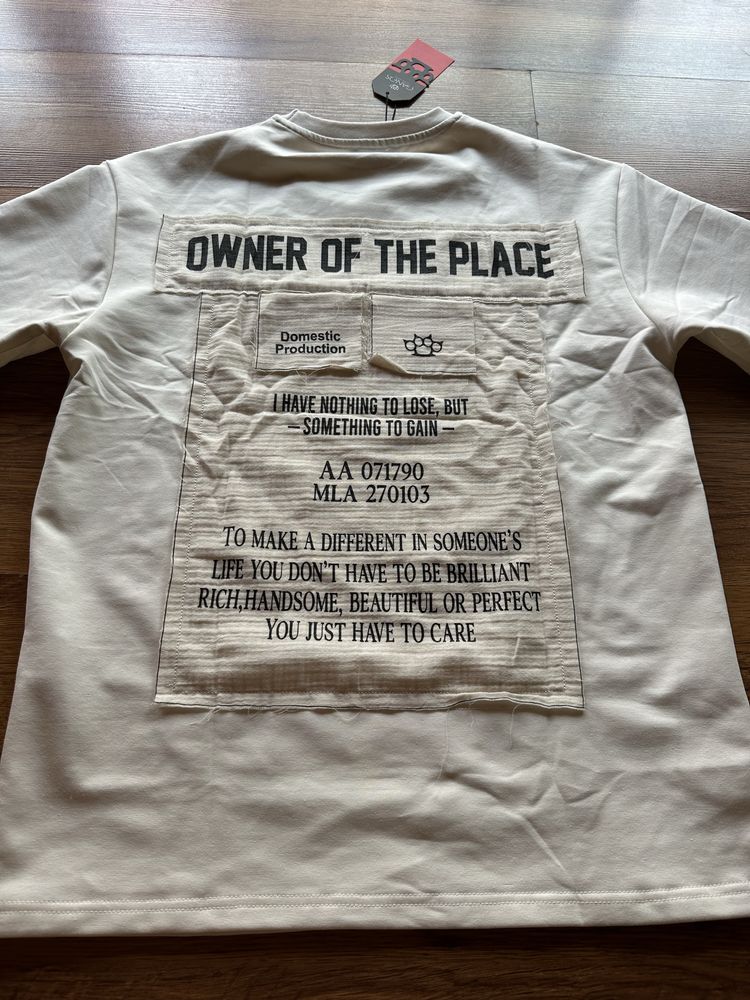 OWNER OF THE PLACE
Domestic
Production
I HAVE NOTHING TO LOSE, BUT
– SOMETHING TO GAIN –
AA 071790
MLA 270103
TO MAKE A DIFFERENT IN SOMEONE'S
LIFE YOU DON'T HAVE TO BE BRILLIANT
RICH,HANDSOME, BEAUTIFUL OR PERFECT
YOU JUST HAVE TO CARE